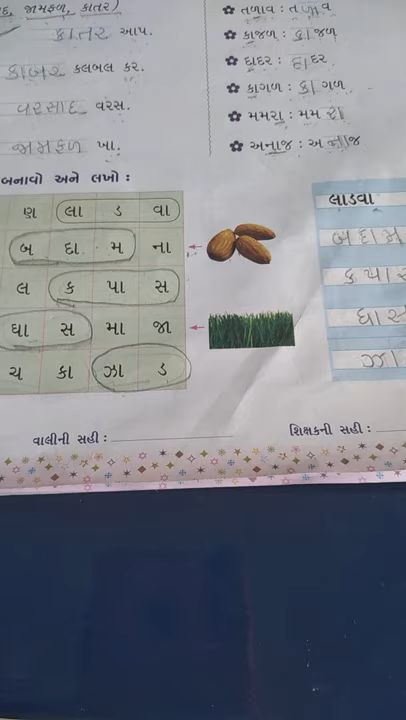 જામફળ, કાતર)
કાતર આપ.
કાબર કલબલ કર.
વરસાદ વરસ.
જામફળ ખા.
✿ તળાવ : તળાવ
✿ કાજળ : કાજળ
✿ દાદર : દાદર
✿ કાગળ : કાગળ
✿ મમરા : મમરા
✿ અનાજ : અનાજ
બનાવો અને લખો :
ણ લા ડ વા
બ દા મ ના
લ ક પા સ
ઘા સ મા જા
ચ કા ઝા ડ
લાડવા
બદામ
કપાસ
ઘાસ
વાલીની સહી :
શિક્ષકની સહી :